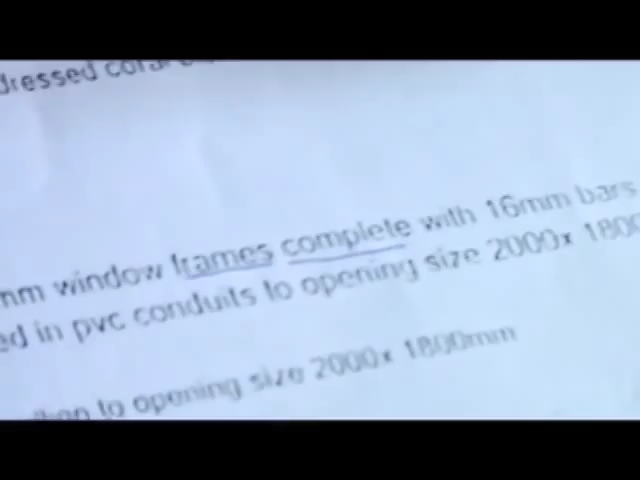 dressed coral
mm window frames complete with 16mm bars
ed in pvc conduits to opening size 2000x 1800
to opening size 2000x 1800mm